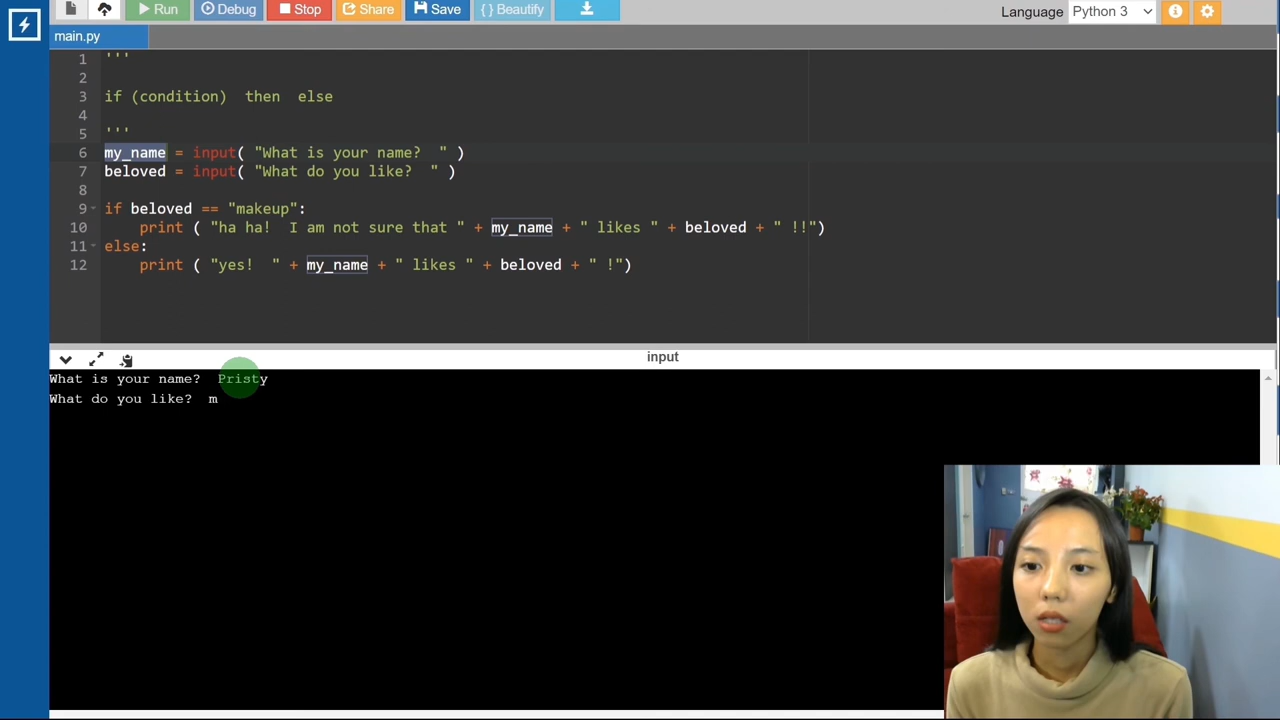 Run Debug Stop Share Save { } Beautify Language Python 3
main.py
1 '''
2
3 if (condition)  then  else
4
5 '''
6 my_name = input( "What is your name?  " )
7 beloved = input( "What do you like?  " )
8
9 if beloved == "makeup":
10     print ( "ha ha!  I am not sure that " + my_name + " likes " + beloved + " !!")
11 else:
12     print ( "yes!  " + my_name + " likes " + beloved + " !")
input
What is your name?  Pristy
What do you like?  m